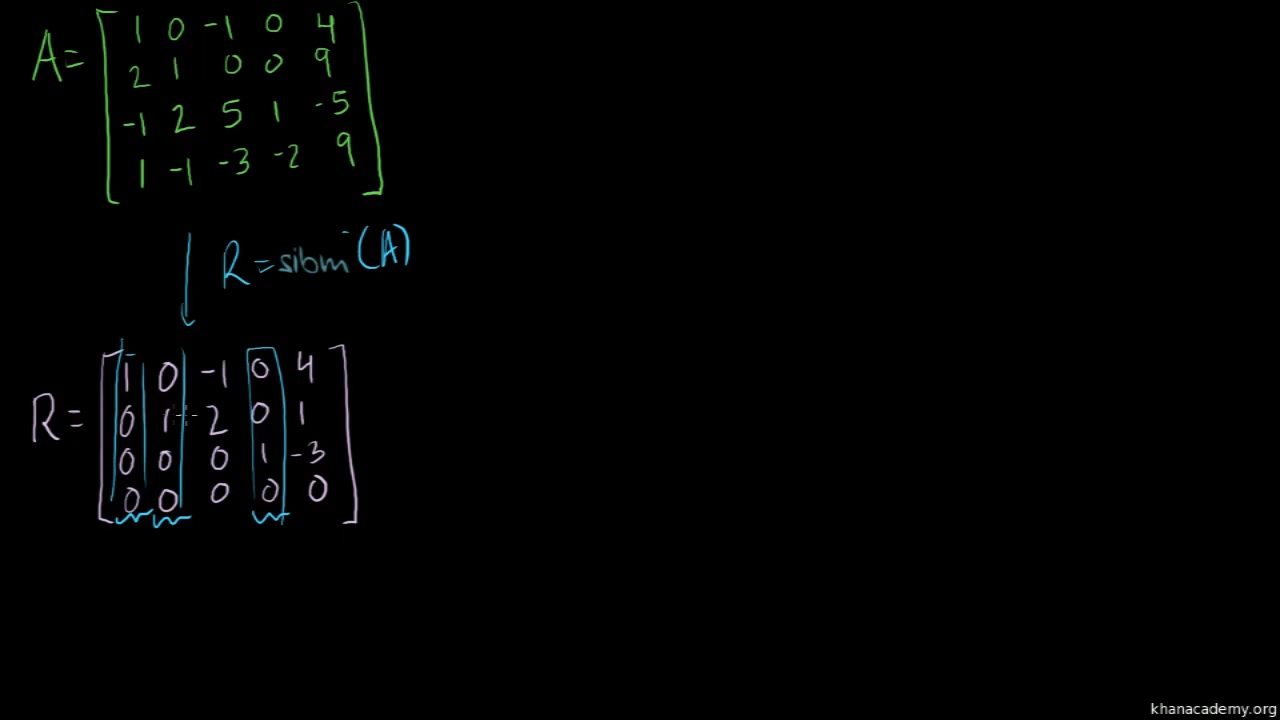 A= [ 1 0 -1 0 4
2 1 0 0 9
-1 2 5 1 -5
1 -1 -3 -2 9 ]
R=sibm (A)
R= [ 1 0 -1 0 4
0 1 2 0 1
0 0 0 1 -3
0 0 0 0 0 ]
khanacademy.org